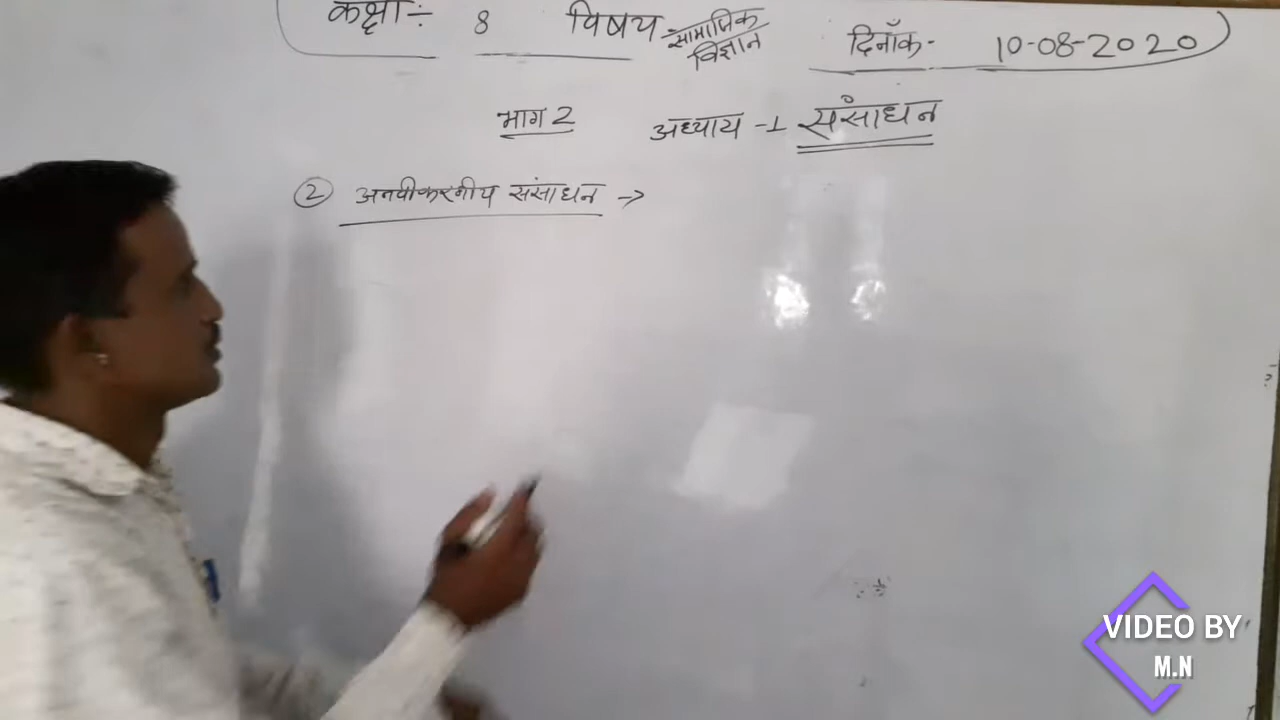 कक्षा÷ 8 विषय सामाजिक विज्ञान दिनाँक- 10-08-2020
भाग 2 अध्याय -1 संसाधन
② अनवीकरणीय संसाधन →
VIDEO BY
M.N